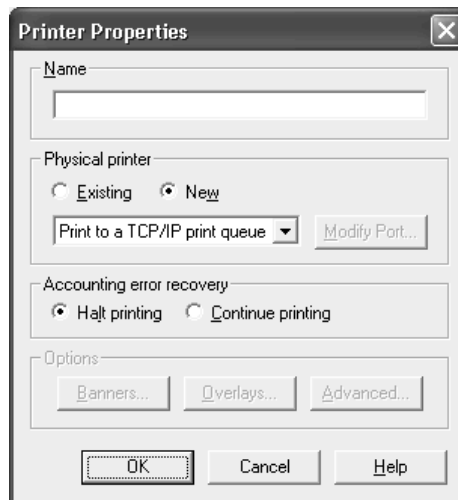 Printer Properties
Name
Physical printer
Existing New
Print to a TCP/IP print queue Modify Port...
Accounting error recovery
Halt printing Continue printing
Options
Banners... Overlays... Advanced...
OK Cancel Help